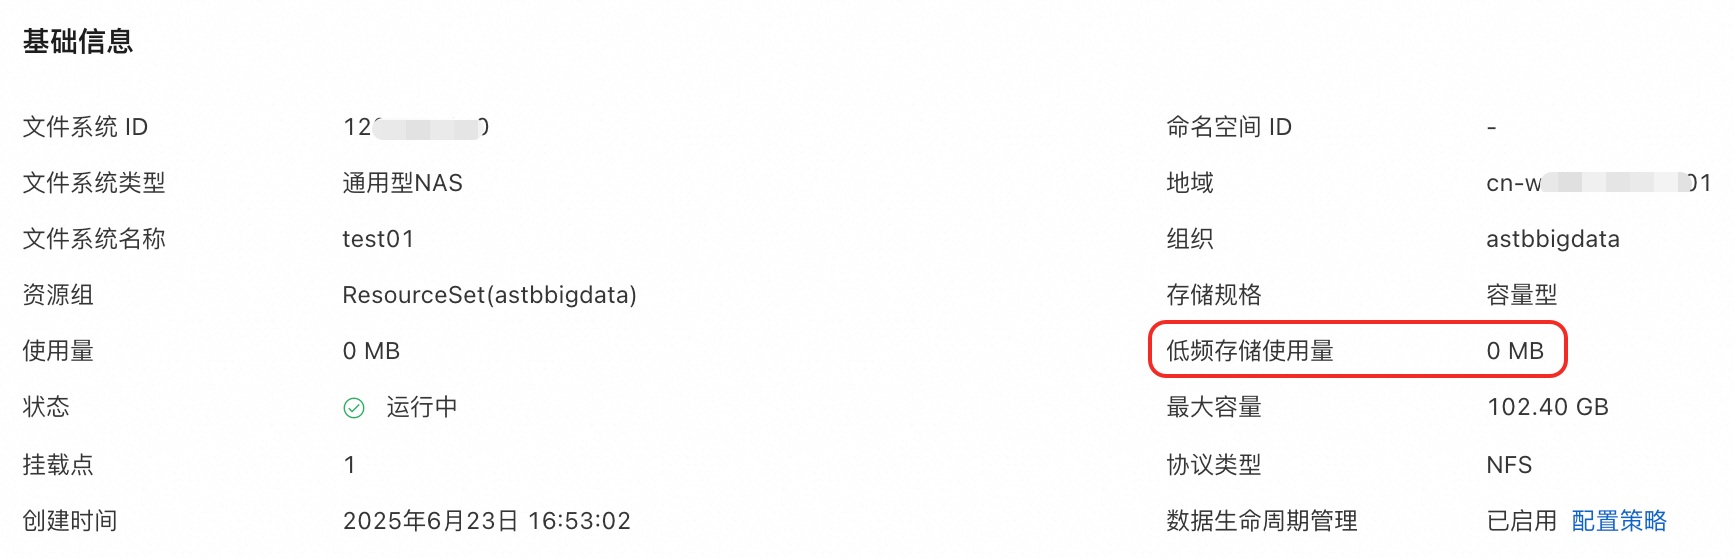 基础信息
文件系统 ID 12 0 命名空间 ID -
文件系统类型 通用型NAS 地域 cn-w 01
文件系统名称 test01 组织 astbbigdata
资源组 ResourceSet(astbbigdata) 存储规格 容量型
使用量 0 MB 低频存储使用量 0 MB
状态 运行中 最大容量 102.40 GB
挂载点 1 协议类型 NFS
创建时间 2025年6月23日 16:53:02 数据生命周期管理 已启用 配置策略